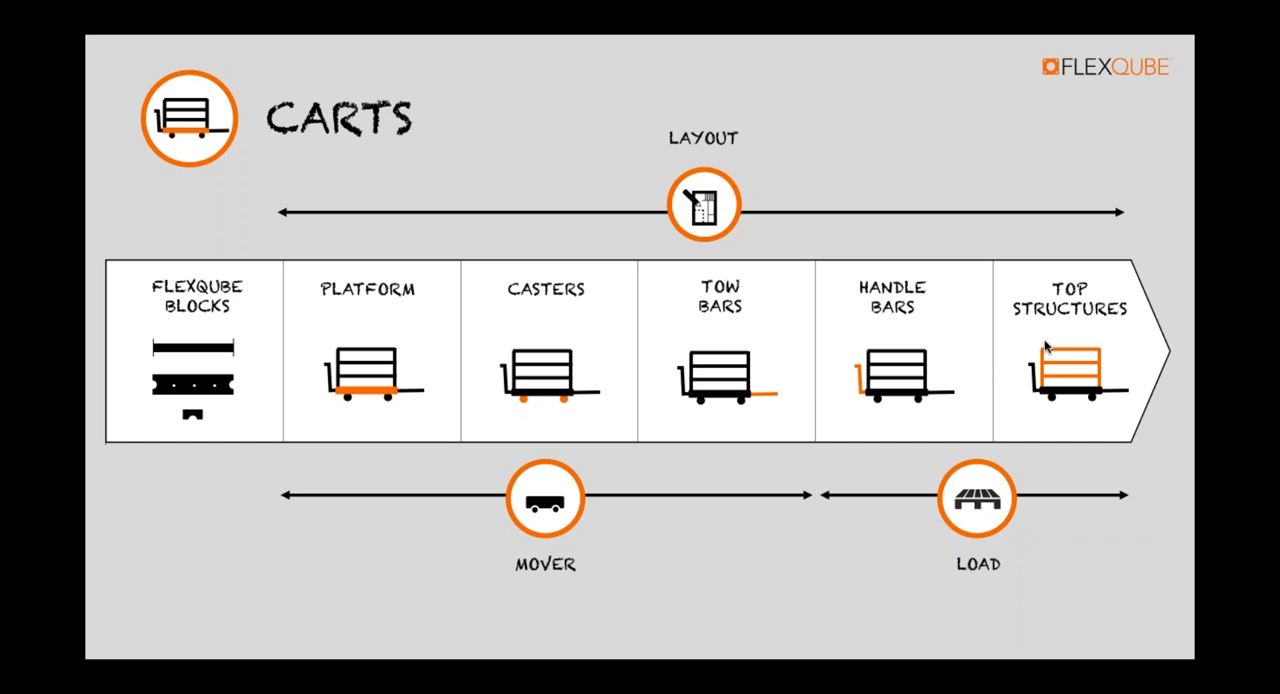 FLEXQUBE
CARTS
LAYOUT
FLEXQUBE
BLOCKS
PLATFORM
CASTERS
TOW
BARS
HANDLE
BARS
TOP
STRUCTURES
MOVER
LOAD